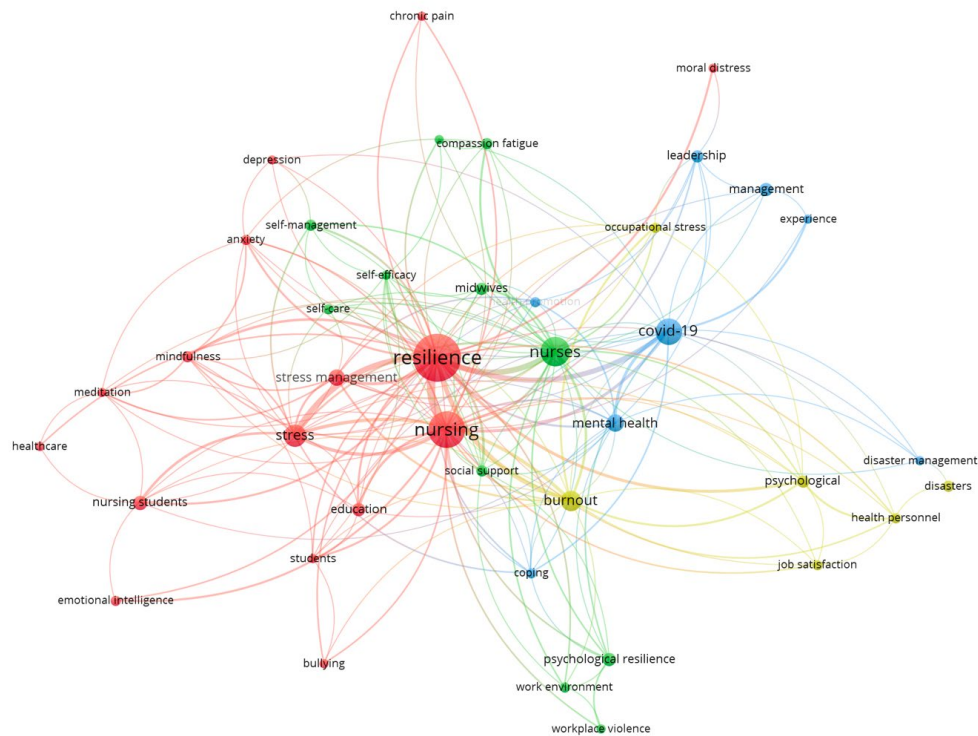 chronic pain
moral distress
compassion fatigue
leadership
depression
management
experience
self-management
occupational stress
anxiety
self-efficacy
midwives
self-care
covid-19
nurses
resilience
mindfulness
stress management
meditation
mental health
nursing
stress
healthcare
disaster management
social support
psychological
disasters
nursing students
burnout
education
health personnel
students
job satisfaction
coping
emotional intelligence
psychological resilience
bullying
work environment
workplace violence